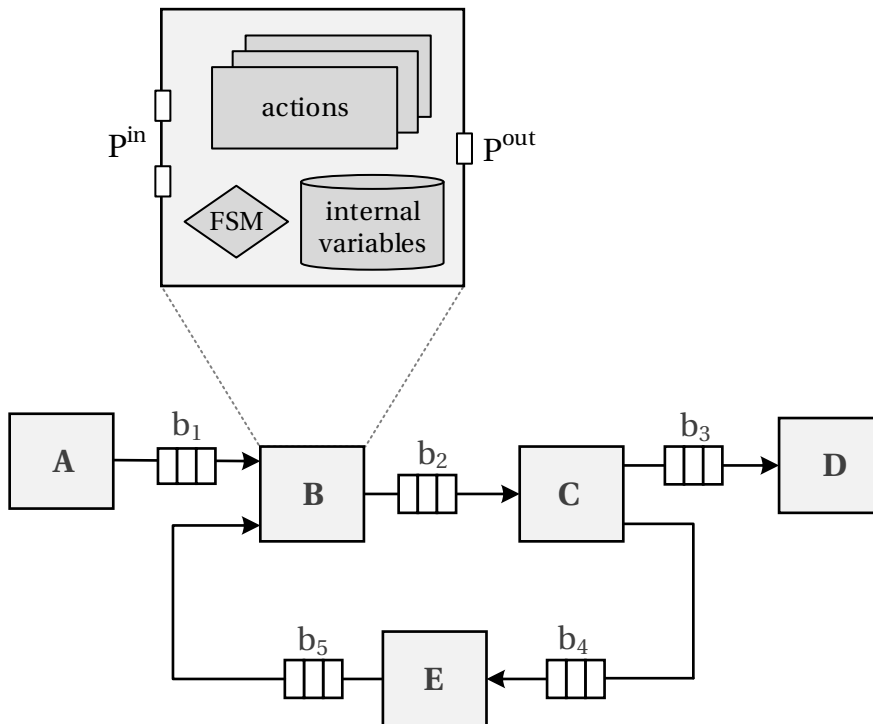 actions
P^in
P^out
FSM
internal
variables
A
b₁
B
b₂
C
b₃
D
b₅
E
b₄